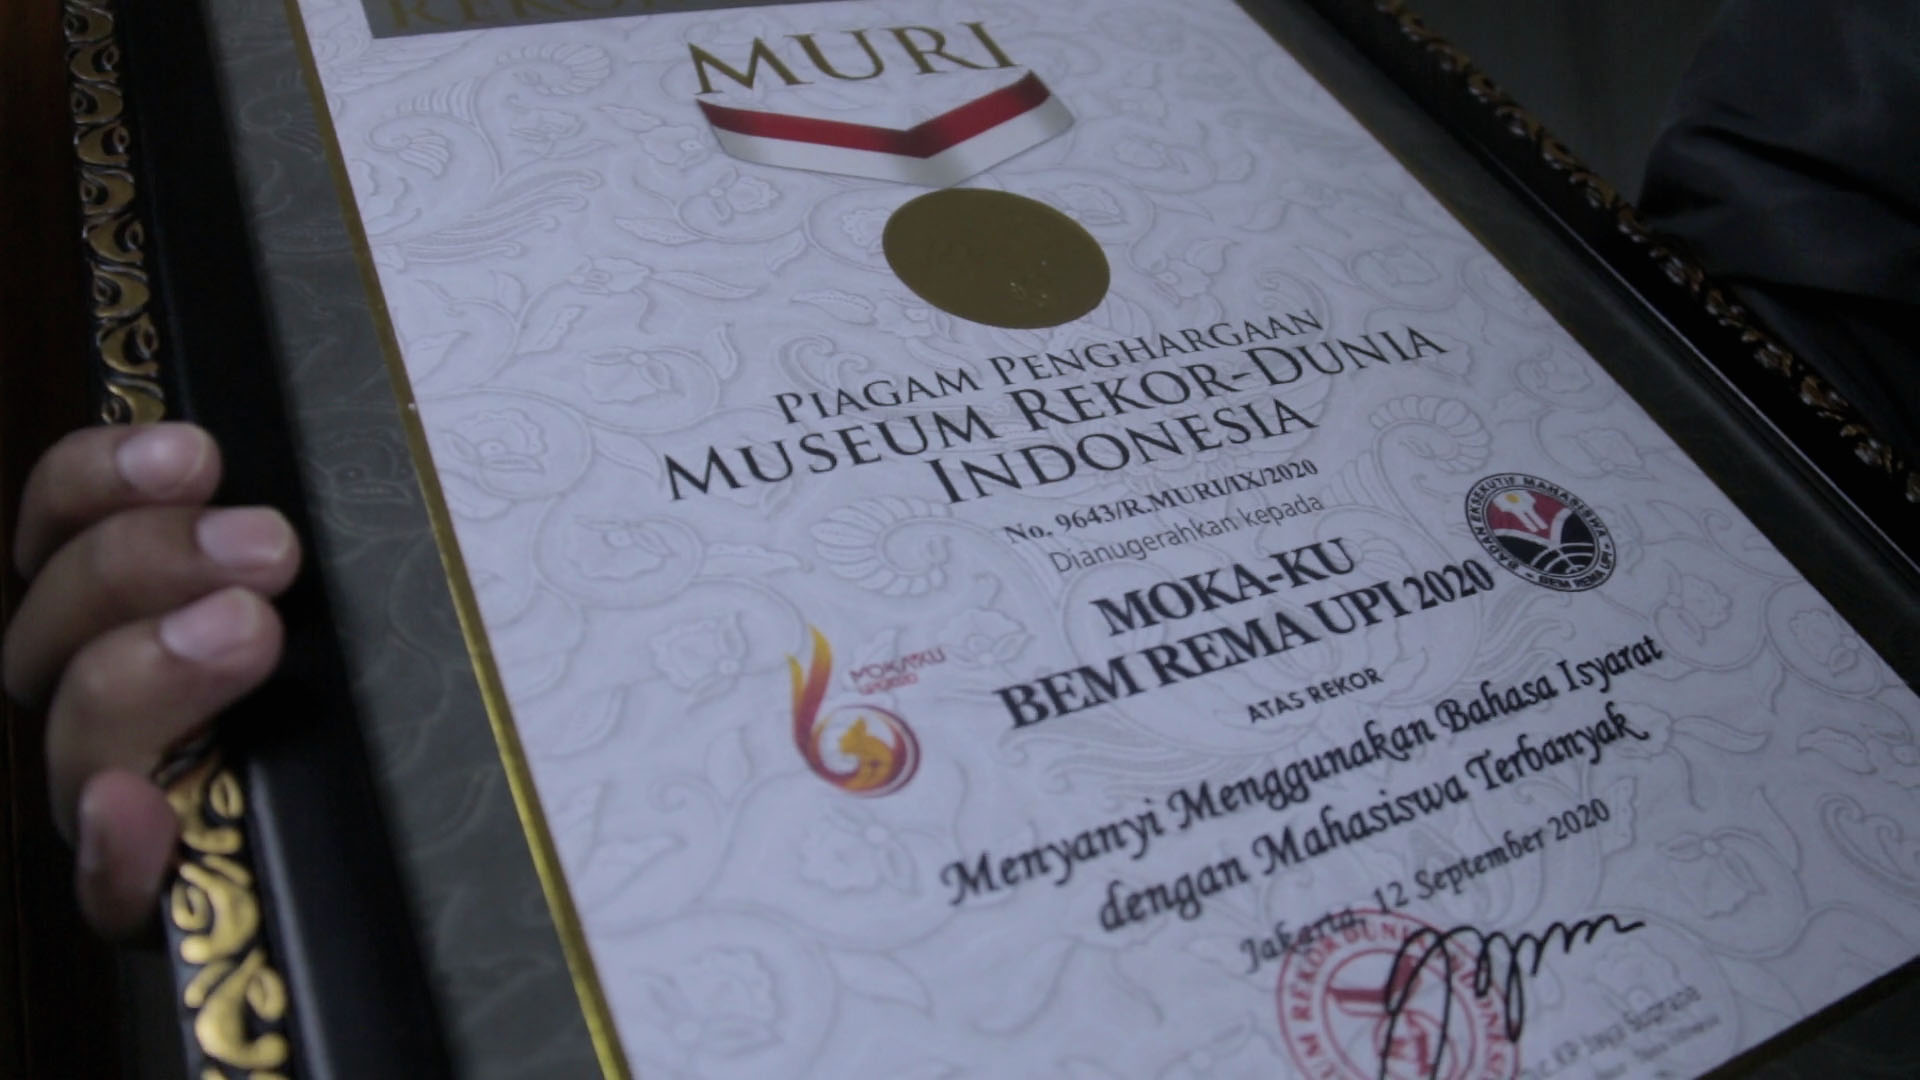 MURI
PIAGAM PENGHARGAAN
MUSEUM REKOR-DUNIA
INDONESIA
No. 9643/R.MURI/IX/2020
Dianugerahkan kepada
BADAN EKSEKUTIF MAHASISWA
BEM REMA UPI
MOKA-KU
BEM REMA UPI 2020
MOKAKU
ATAS REKOR
Menyanyi Menggunakan Bahasa Isyarat
dengan Mahasiswa Terbanyak
Jakarta, 12 September 2020
REKOR DUNIA INDONESIA
KP Jaya Suprana